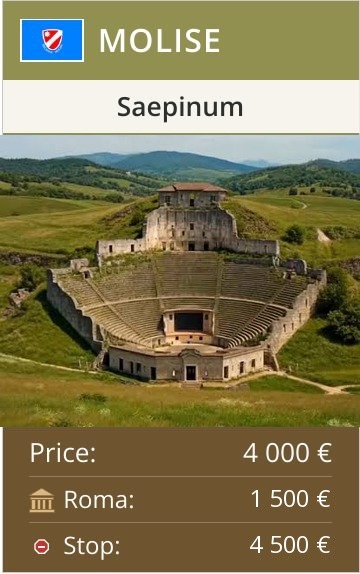 MOLISE
Saepinum
Price: 4 000 €
Roma: 1 500 €
Stop: 4 500 €